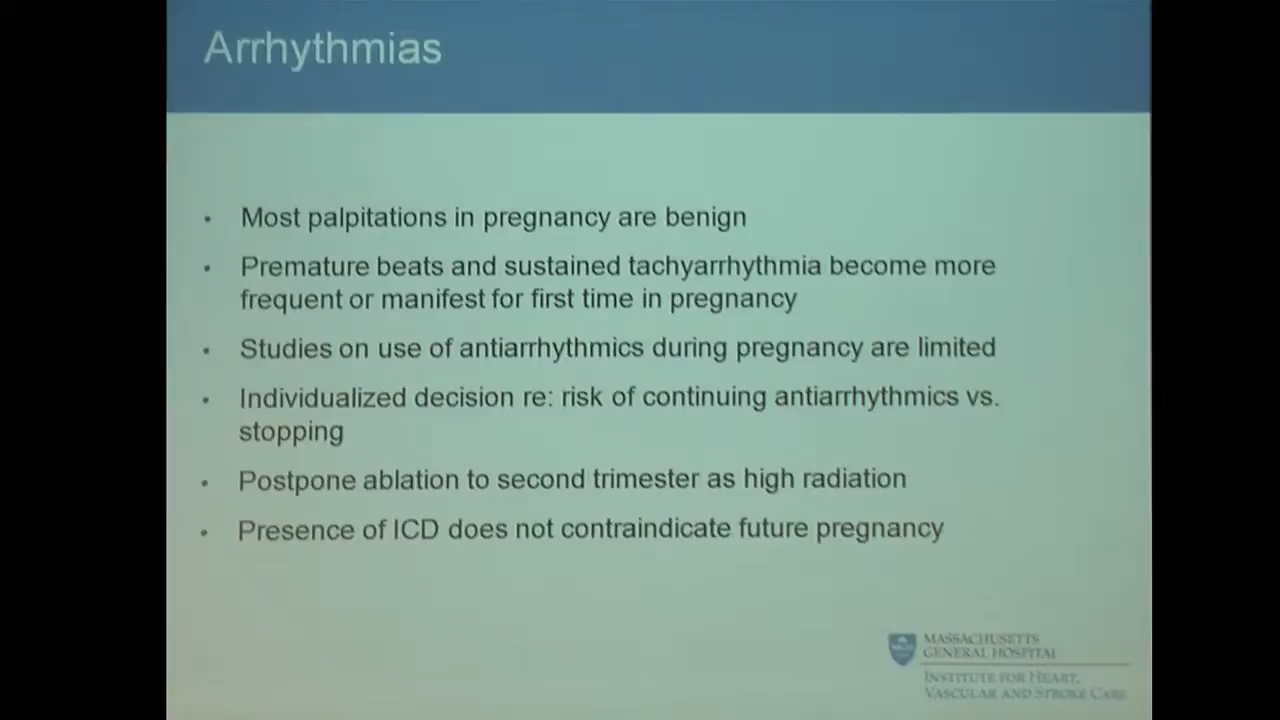 Arrhythmias
• Most palpitations in pregnancy are benign
• Premature beats and sustained tachyarrhythmia become more
frequent or manifest for first time in pregnancy
• Studies on use of antiarrhythmics during pregnancy are limited
• Individualized decision re: risk of continuing antiarrhythmics vs.
stopping
• Postpone ablation to second trimester as high radiation
• Presence of ICD does not contraindicate future pregnancy
MASSACHUSETTS
GENERAL HOSPITAL
INSTITUTE FOR HEART,
VASCULAR AND STROKE CARE